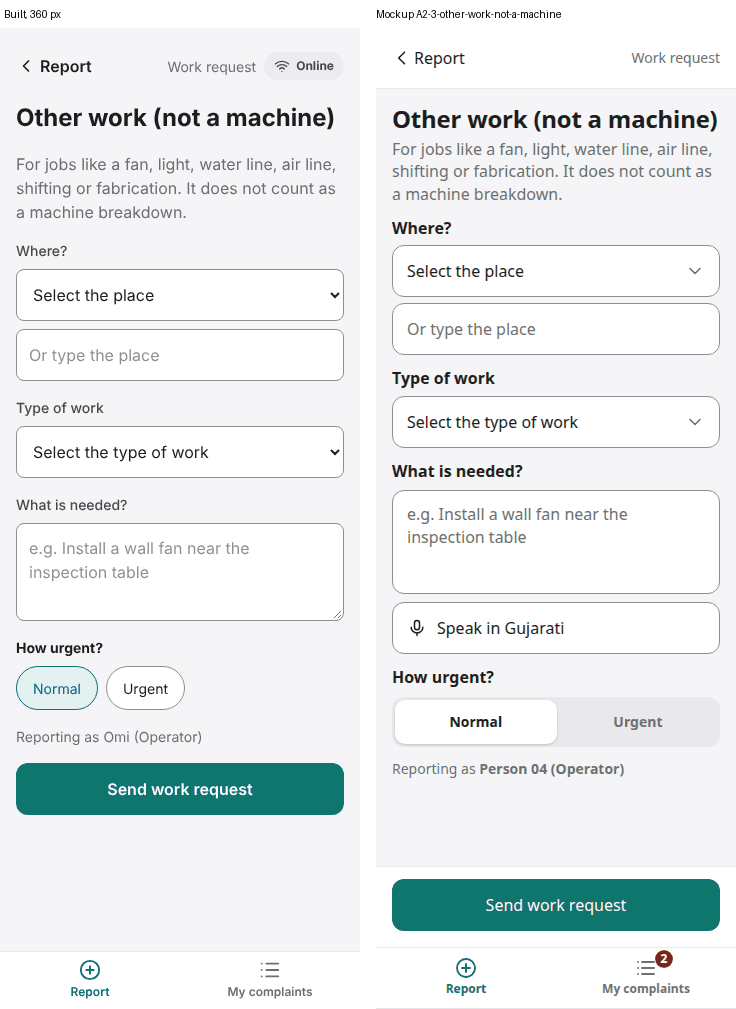 Built, 360 px
Report
Work request
Online
Other work (not a machine)
For jobs like a fan, light, water line, air line,
shifting or fabrication. It does not count as
a machine breakdown.
Where?
Select the place
Or type the place
Type of work
Select the type of work
What is needed?
e.g. Install a wall fan near the
inspection table
How urgent?
Normal
Urgent
Reporting as Omi (Operator)
Send work request
Report
My complaints
Mockup A2-3-other-work-not-a-machine
Report
Work request
Other work (not a machine)
For jobs like a fan, light, water line, air line,
shifting or fabrication. It does not count as
a machine breakdown.
Where?
Select the place
Or type the place
Type of work
Select the type of work
What is needed?
e.g. Install a wall fan near the
inspection table
Speak in Gujarati
How urgent?
Normal
Urgent
Reporting as Person 04 (Operator)
Send work request
Report
2
My complaints